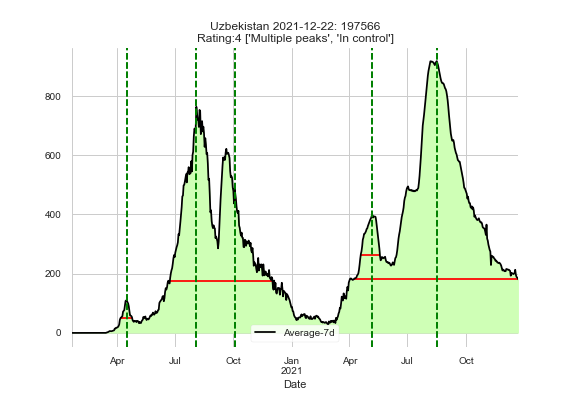 Uzbekistan 2021-12-22: 197566
Rating:4 ['Multiple peaks', 'In control']
800
600
400
200
0
Average-7d
Apr Jul Oct Jan Apr Jul Oct
2021
Date